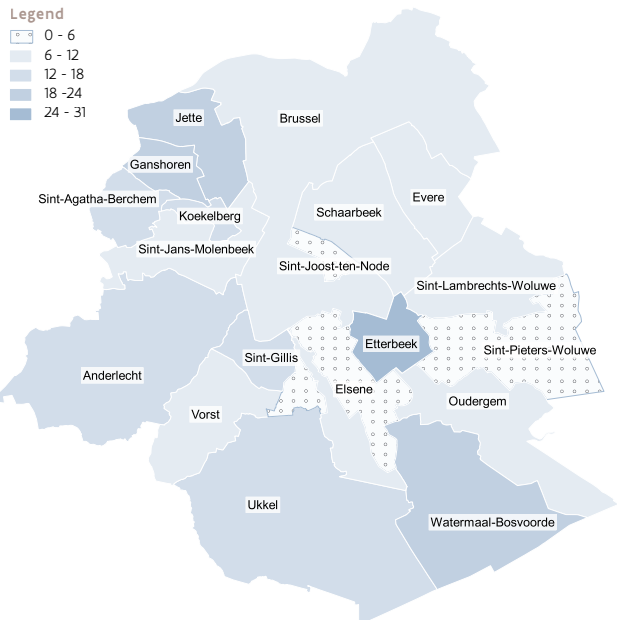 Legend
0 - 6
6 - 12
12 - 18
18 -24
24 - 31
Jette
Brussel
Ganshoren
Sint-Agatha-Berchem
Evere
Koekelberg
Schaarbeek
Sint-Jans-Molenbeek
Sint-Joost-ten-Node
Sint-Lambrechts-Woluwe
Etterbeek
Sint-Pieters-Woluwe
Sint-Gillis
Anderlecht
Elsene
Oudergem
Vorst
Ukkel
Watermaal-Bosvoorde